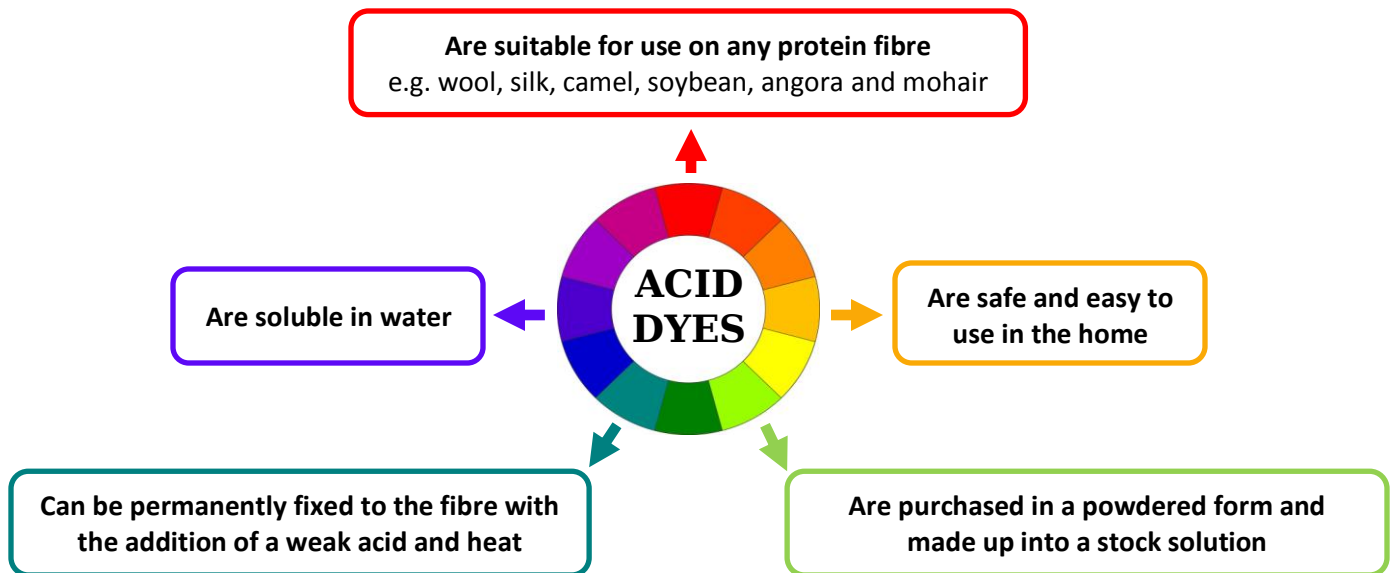 Are suitable for use on any protein fibre
e.g. wool, silk, camel, soybean, angora and mohair
ACID
DYES
Are soluble in water
Are safe and easy to
use in the home
Can be permanently fixed to the fibre with
the addition of a weak acid and heat
Are purchased in a powdered form and
made up into a stock solution